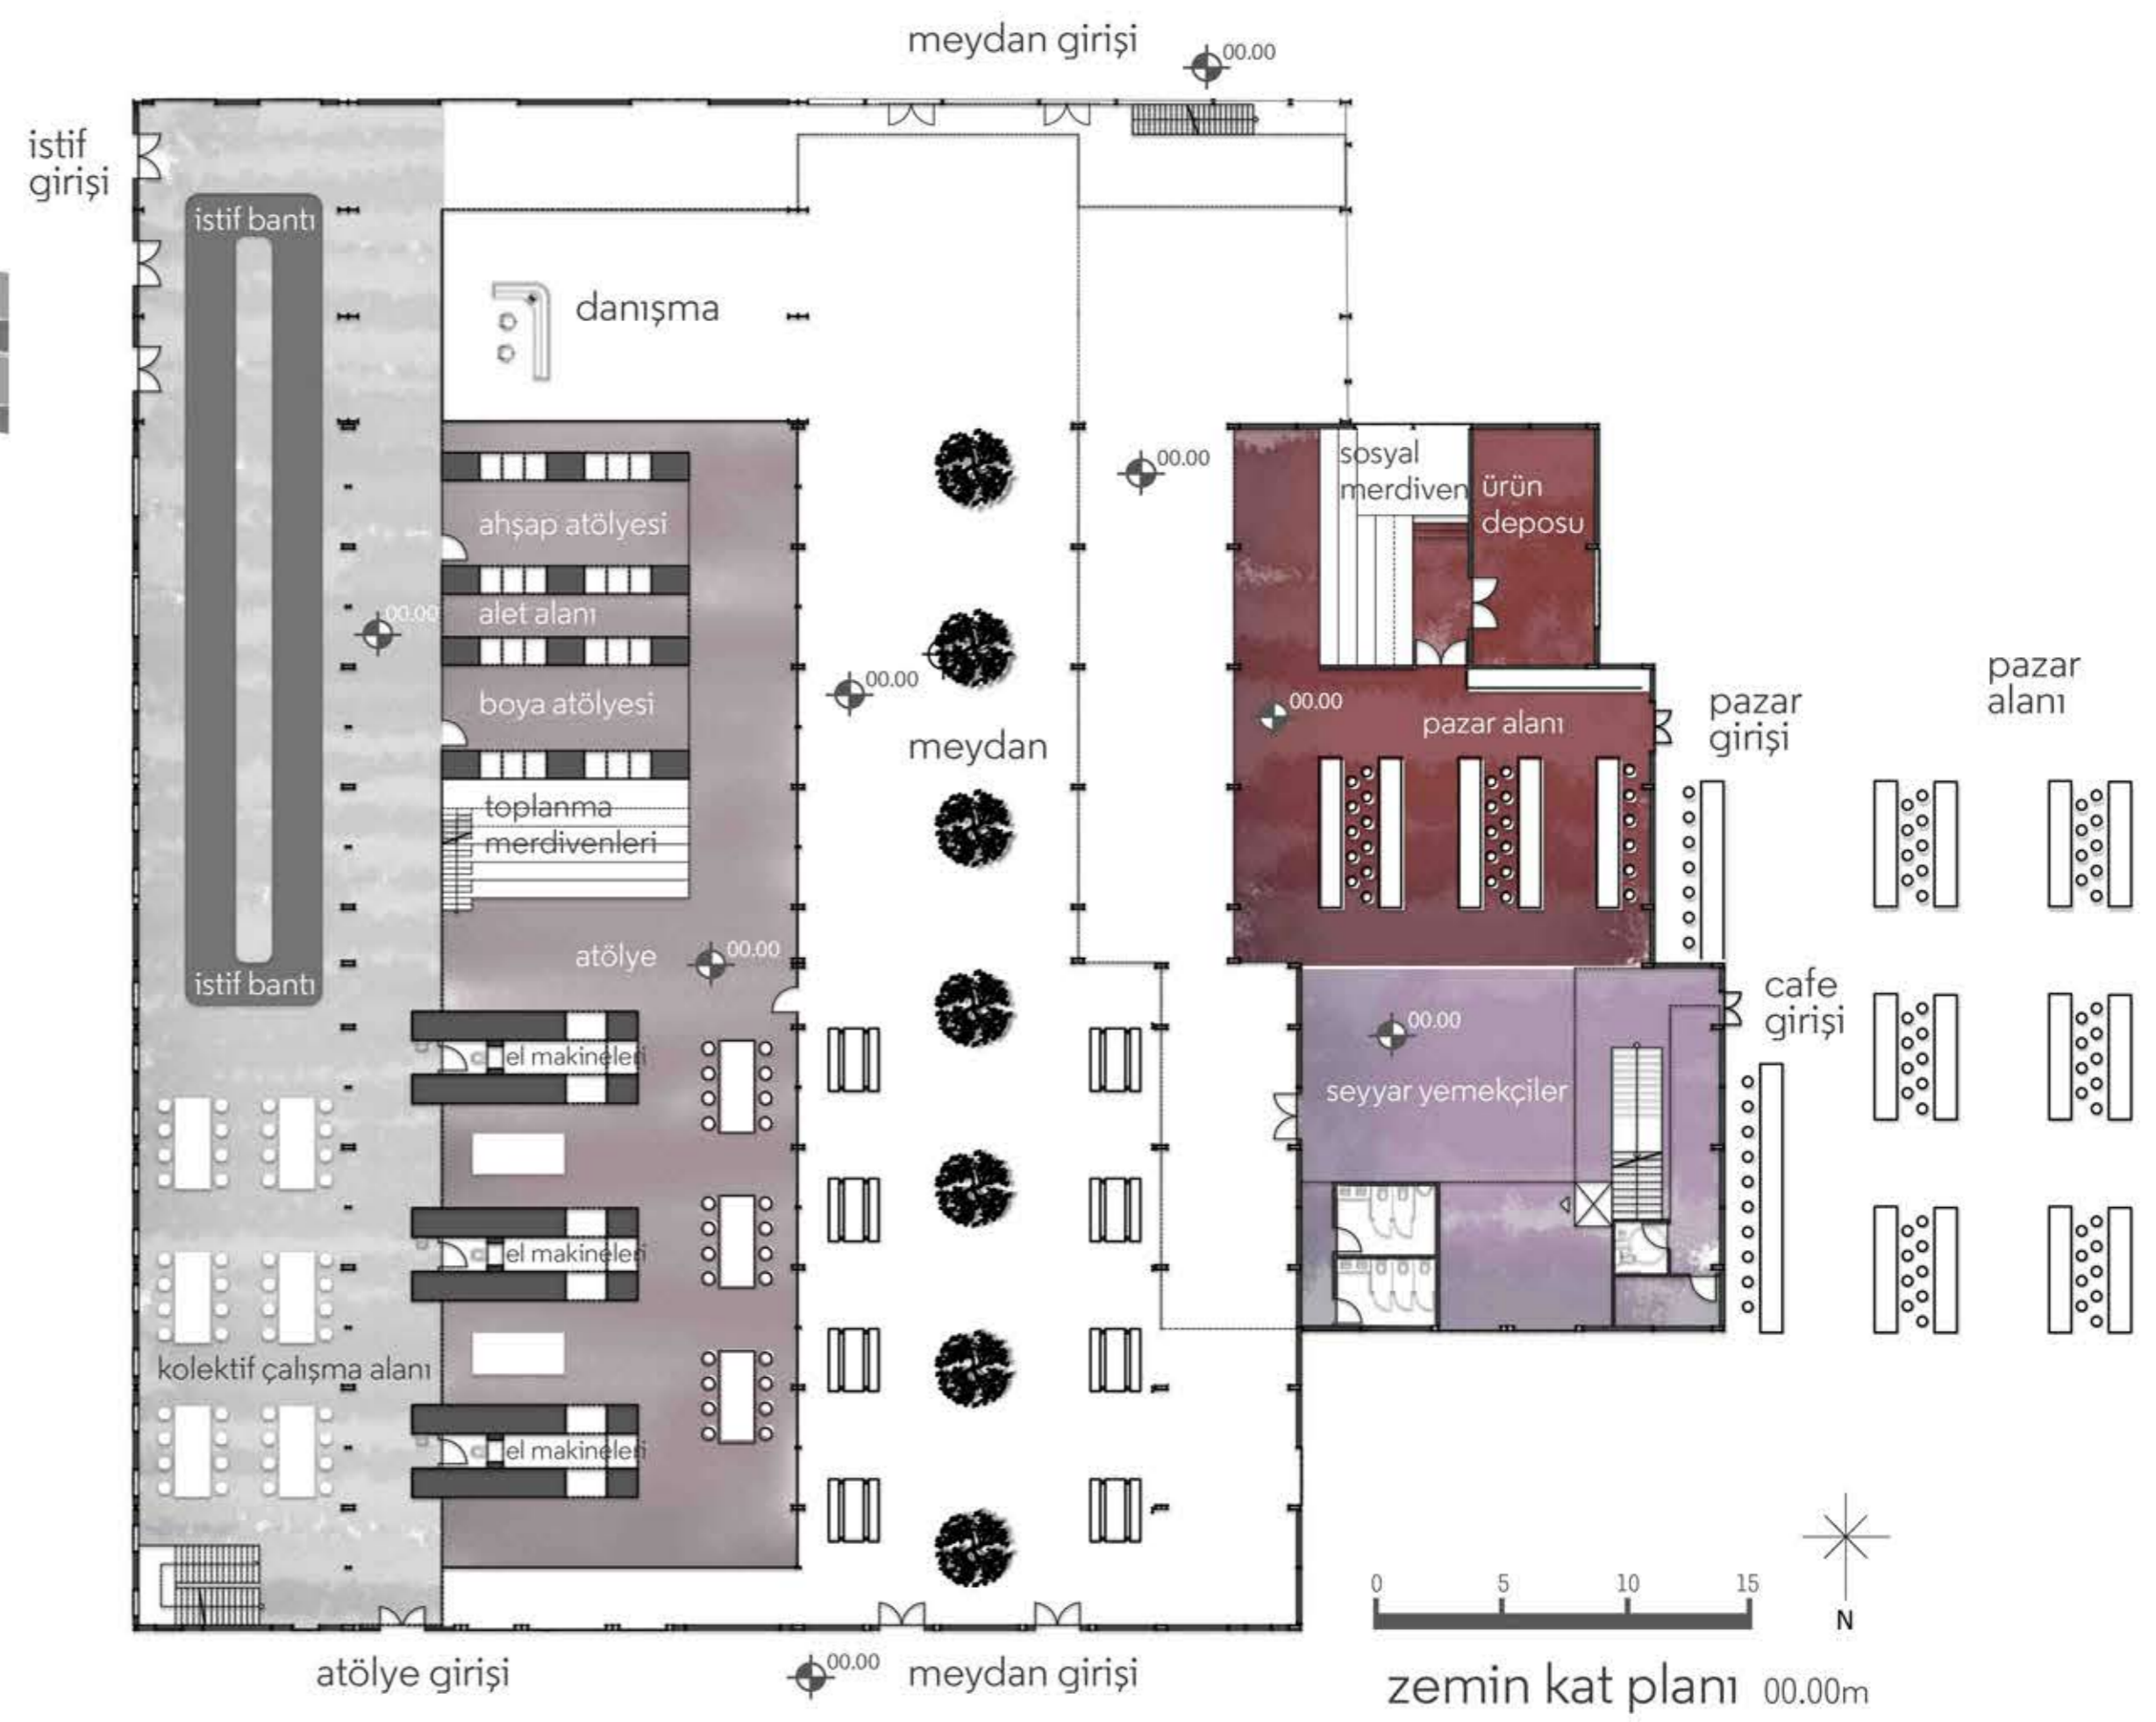 meydan girişi
00.00
istif
girişi
istif bantı
danışma
00.00
sosyal
merdiven
ürün
deposu
ahşap atölyesi
00.00
alet alanı
boya atölyesi
00.00
meydan
00.00
pazar alanı
pazar
girişi
pazar
alanı
toplanma
merdivenleri
atölye
00.00
istif bantı
cafe
girişi
00.00
seyyar yemekçiler
el makineleri
el makineleri
kolektif çalışma alanı
el makineleri
0 5 10 15
N
atölye girişi
00.00
meydan girişi
zemin kat planı 00.00m